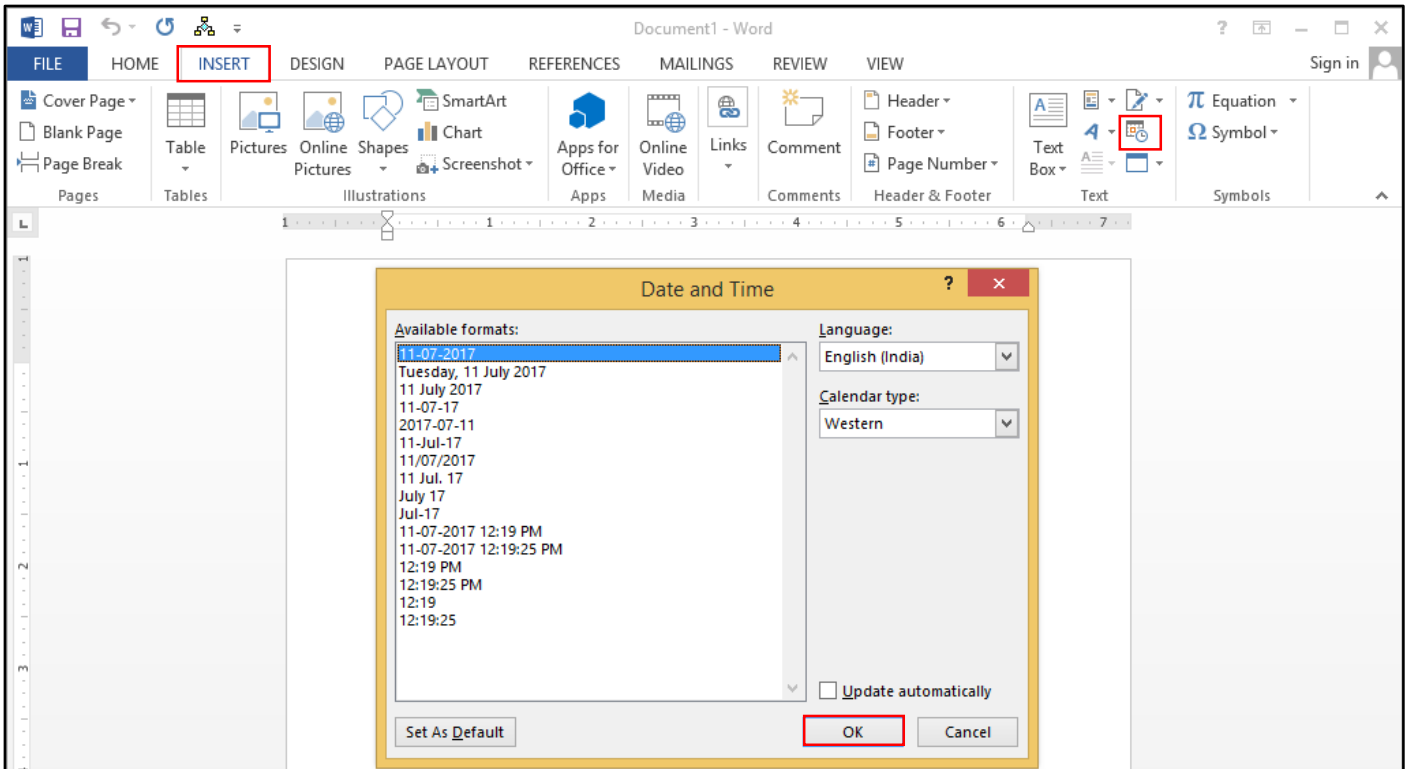 Document1 - Word
FILE HOME INSERT DESIGN PAGE LAYOUT REFERENCES MAILINGS REVIEW VIEW Sign in
Cover Page
Blank Page
Page Break
Pages
Table
Tables
Pictures
Online Pictures
Shapes
SmartArt
Chart
Screenshot
Illustrations
Apps for Office
Apps
Online Video
Media
Links
Comment
Comments
Header
Footer
Page Number
Header & Footer
Text Box
Text
π Equation
Ω Symbol
Symbols
L
1 1 2 3 4 5 6 7
Date and Time
Available formats:
11-07-2017
Tuesday, 11 July 2017
11 July 2017
11-07-17
2017-07-11
11-Jul-17
11/07/2017
11 Jul. 17
July 17
Jul-17
11-07-2017 12:19 PM
11-07-2017 12:19:25 PM
12:19 PM
12:19:25 PM
12:19
12:19:25
Language:
English (India)
Calendar type:
Western
Update automatically
Set As Default
OK
Cancel
1
1
2
3